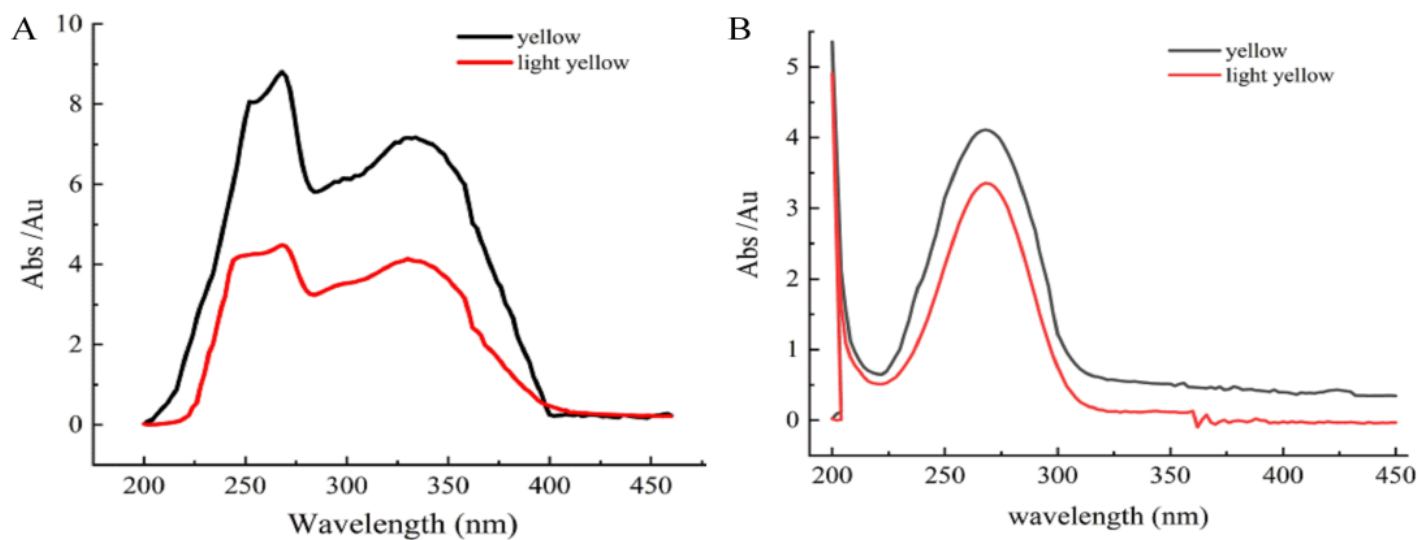 A
yellow
light yellow
10
8
6
4
2
0
Abs /Au
200 250 300 350 400 450
Wavelength (nm)
B
yellow
light yellow
5
4
3
2
1
0
Abs /Au
200 250 300 350 400 450
wavelength (nm)